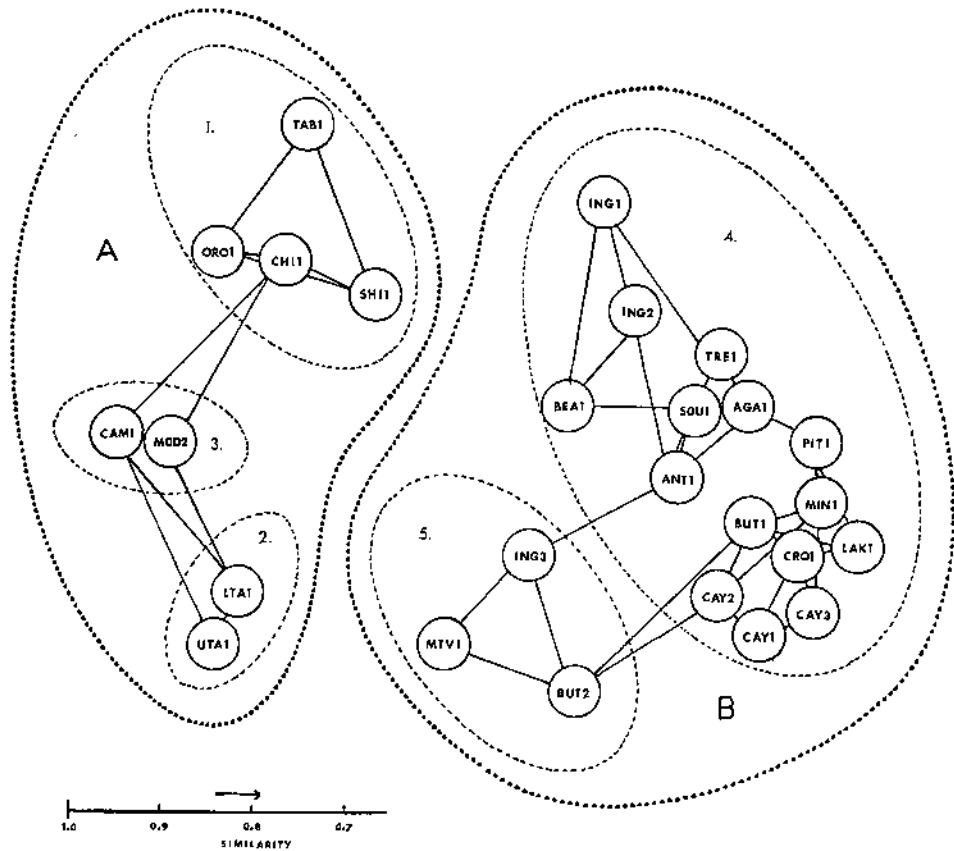 1.
TAB1
A
ORO1
CHI1
SHI1
CAM1
MOD2
3.
2.
LTA1
UTA1
4.
ING1
ING2
TRE1
BEA1
SOU1
AGA1
PIT1
ANT1
MIN1
BUT1
5.
ING3
CRO1
LAK1
CAY2
CAY3
CAY1
MTV1
BUT2
B
1.0 0.9 0.8 0.7
SIMILARITY